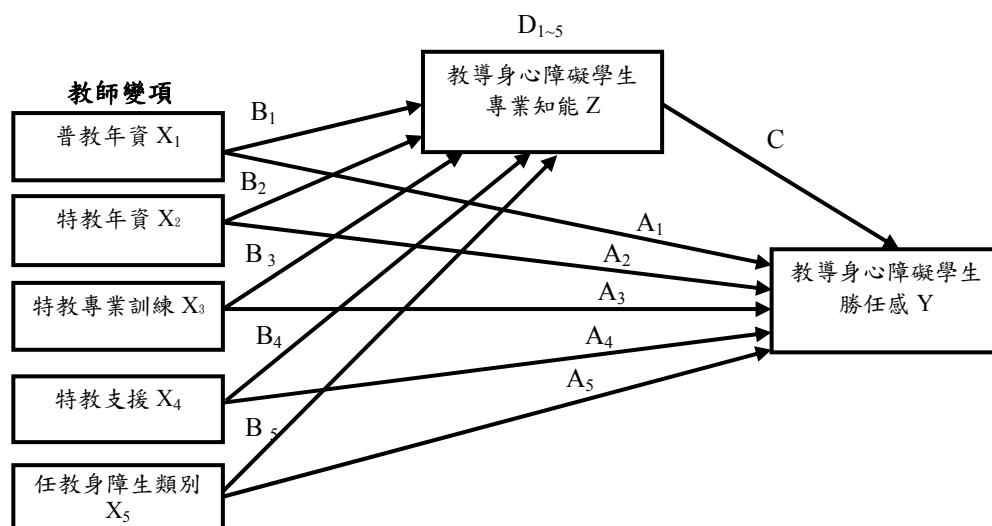 D1~5
教導身心障礙學生
專業知能 Z
教師變項
普教年資 X1
B1
C
B2
特教年資 X2
A1
B 3
A2
教導身心障礙學生
勝任感 Y
特教專業訓練 X3
A3
B4
A4
特教支援 X4
A5
B 5
任教身障生類別
X5